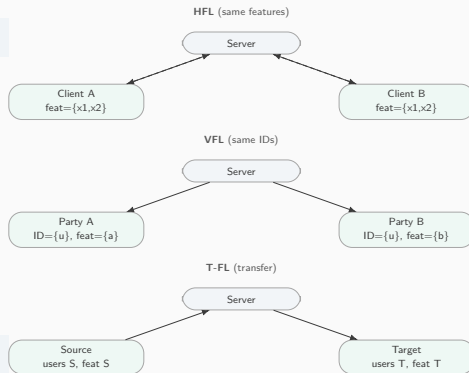 HFL (same features)
Server
Client A
feat={x1,x2}
Client B
feat={x1,x2}
VFL (same IDs)
Server
Party A
ID={u}, feat={a}
Party B
ID={u}, feat={b}
T-FL (transfer)
Server
Source
users S, feat S
Target
users T, feat T